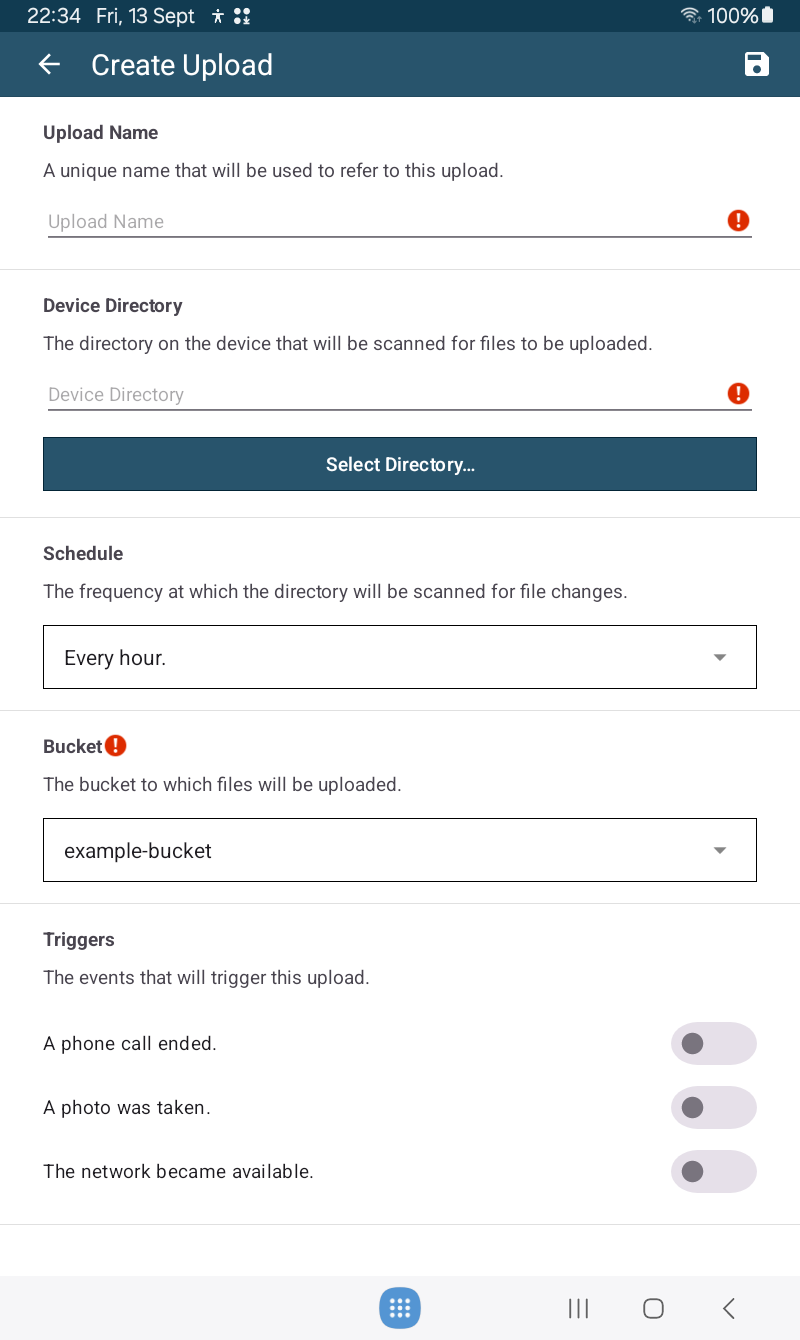 22:34 Fri, 13 Sept 100%
Create Upload
Upload Name
A unique name that will be used to refer to this upload.
Upload Name
Device Directory
The directory on the device that will be scanned for files to be uploaded.
Device Directory
Select Directory...
Schedule
The frequency at which the directory will be scanned for file changes.
Every hour.
Bucket
The bucket to which files will be uploaded.
example-bucket
Triggers
The events that will trigger this upload.
A phone call ended.
A photo was taken.
The network became available.